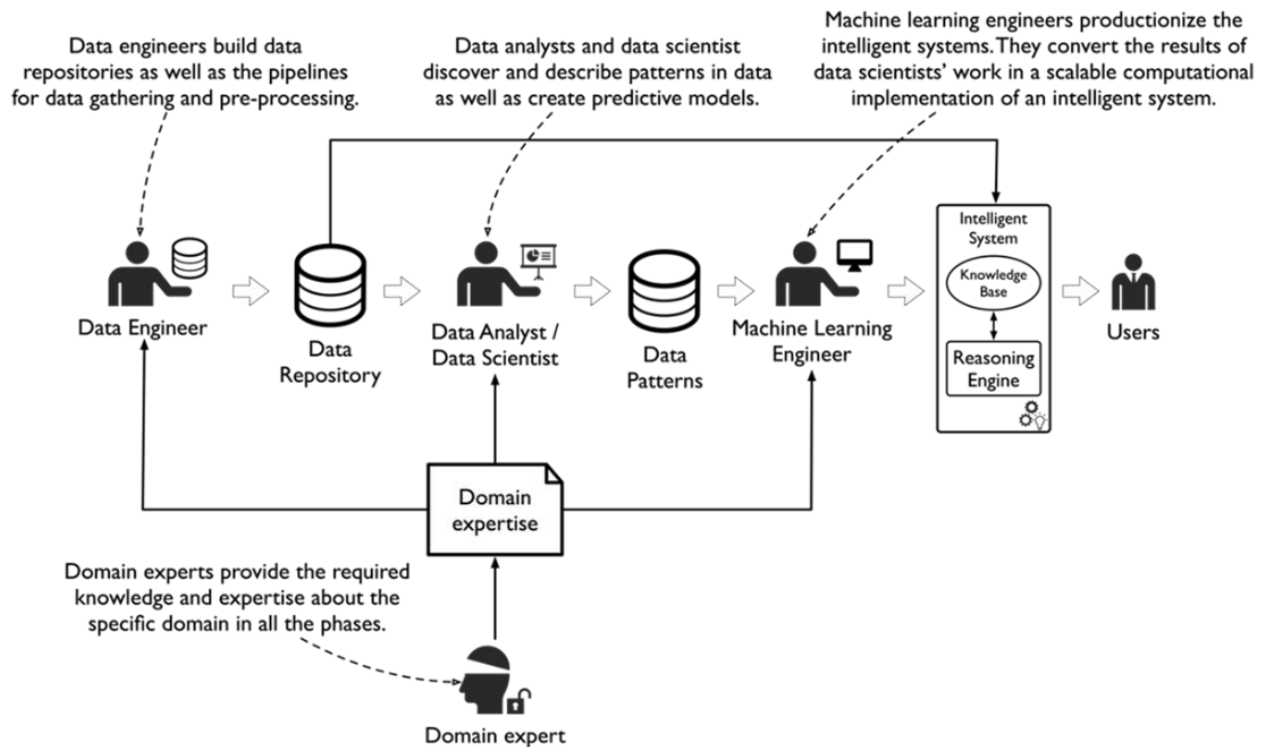 Data engineers build data
repositories as well as the pipelines
for data gathering and pre-processing.
Data analysts and data scientist
discover and describe patterns in data
as well as create predictive models.
Machine learning engineers productionize the
intelligent systems. They convert the results of
data scientists' work in a scalable computational
implementation of an intelligent system.
Data Engineer
Data
Repository
Data Analyst /
Data Scientist
Data
Patterns
Machine Learning
Engineer
Intelligent
System
Knowledge
Base
Reasoning
Engine
Users
Domain
expertise
Domain experts provide the required
knowledge and expertise about the
specific domain in all the phases.
Domain expert